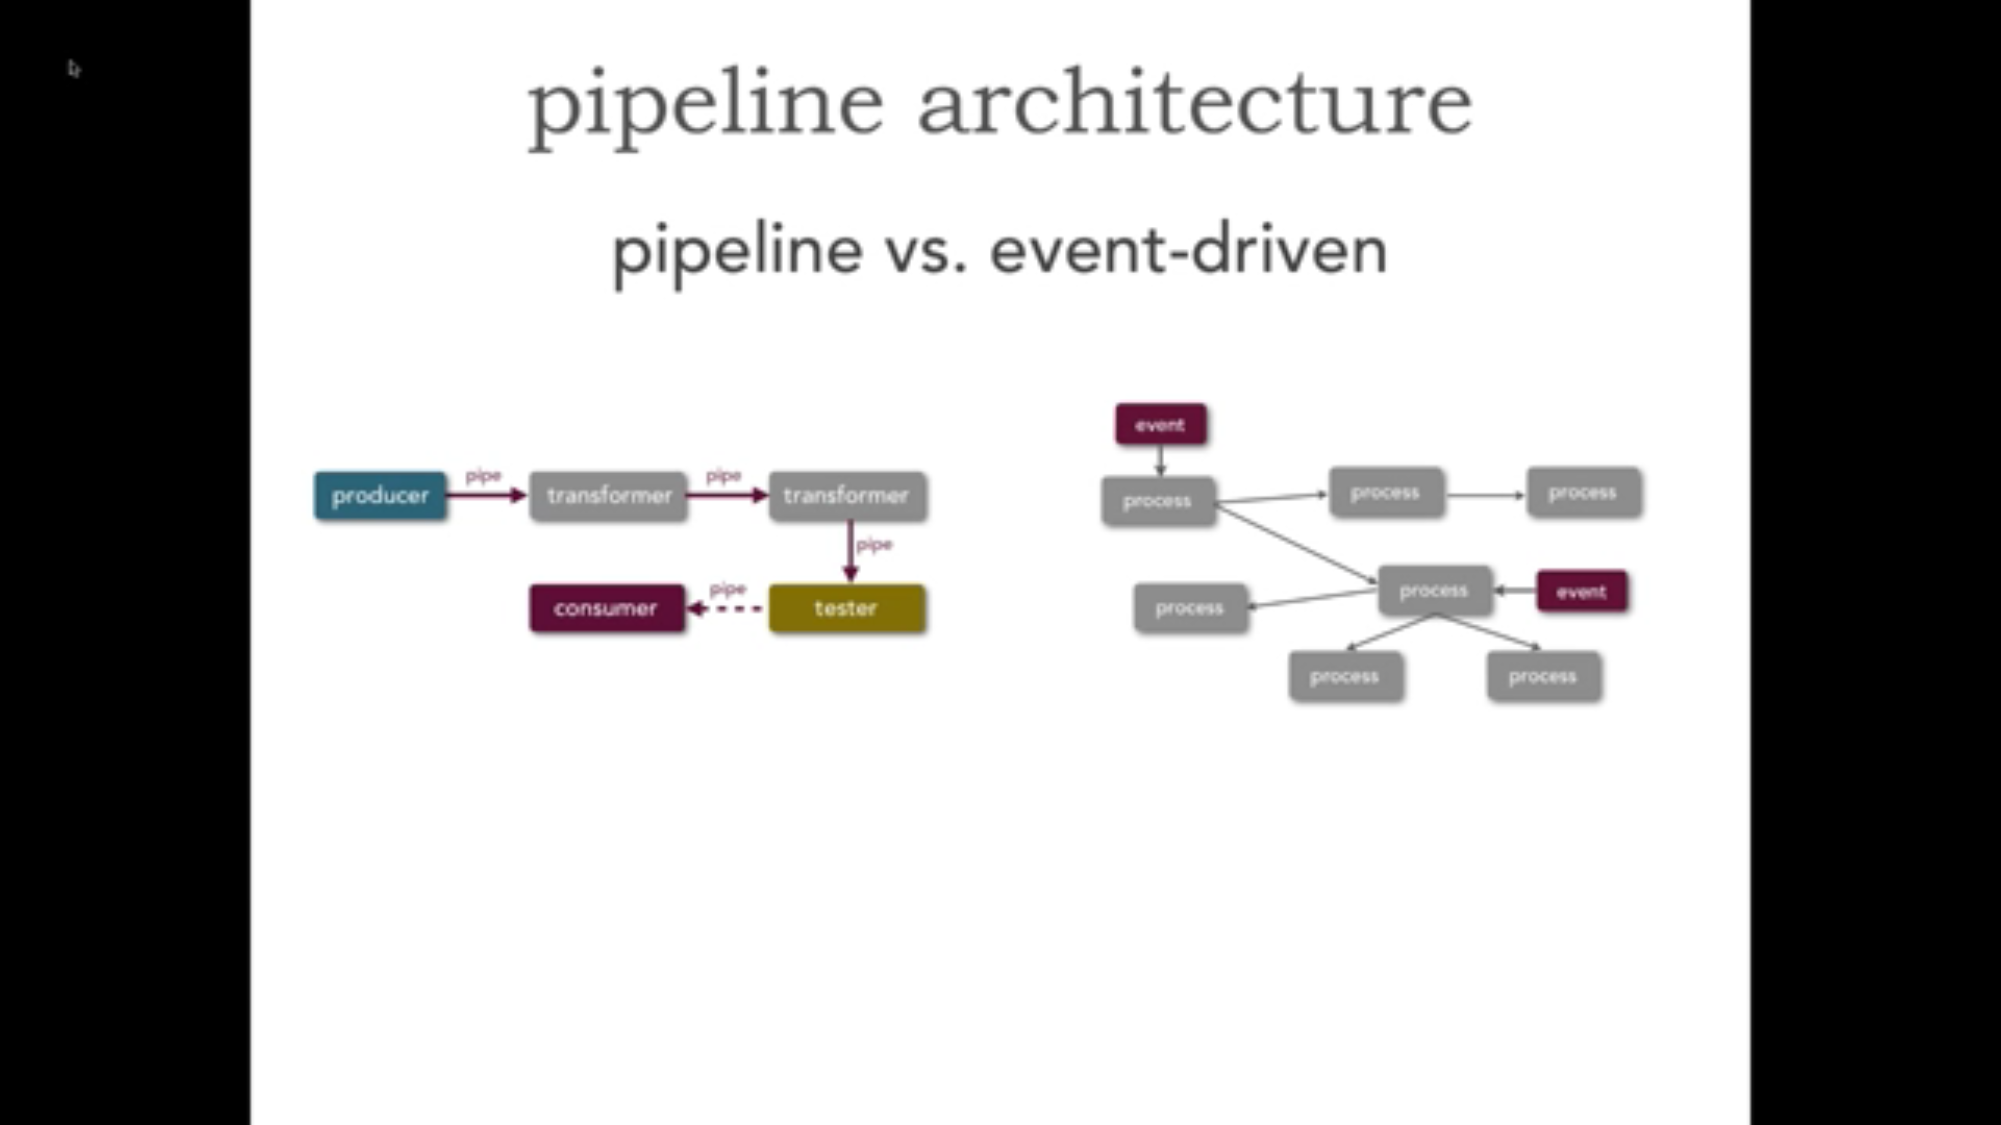 pipeline architecture
pipeline vs. event-driven
producer
pipe
transformer
pipe
transformer
pipe
consumer
pipe
tester
event
process
process
process
process
process
event
process
process